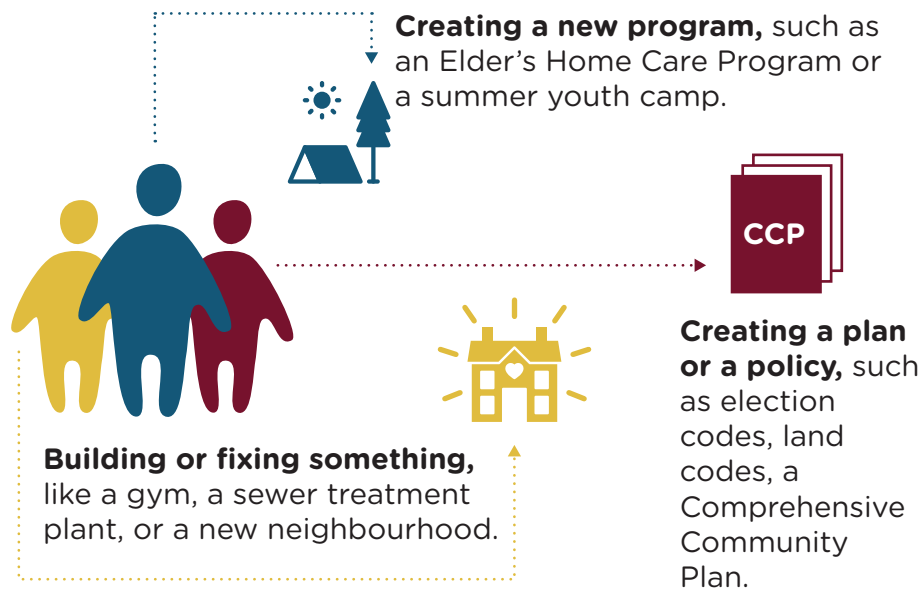 Creating a new program, such as
an Elder’s Home Care Program or
a summer youth camp.
CCP
Creating a plan
or a policy, such
as election
codes, land
codes, a
Comprehensive
Community
Plan.
Building or fixing something,
like a gym, a sewer treatment
plant, or a new neighbourhood.